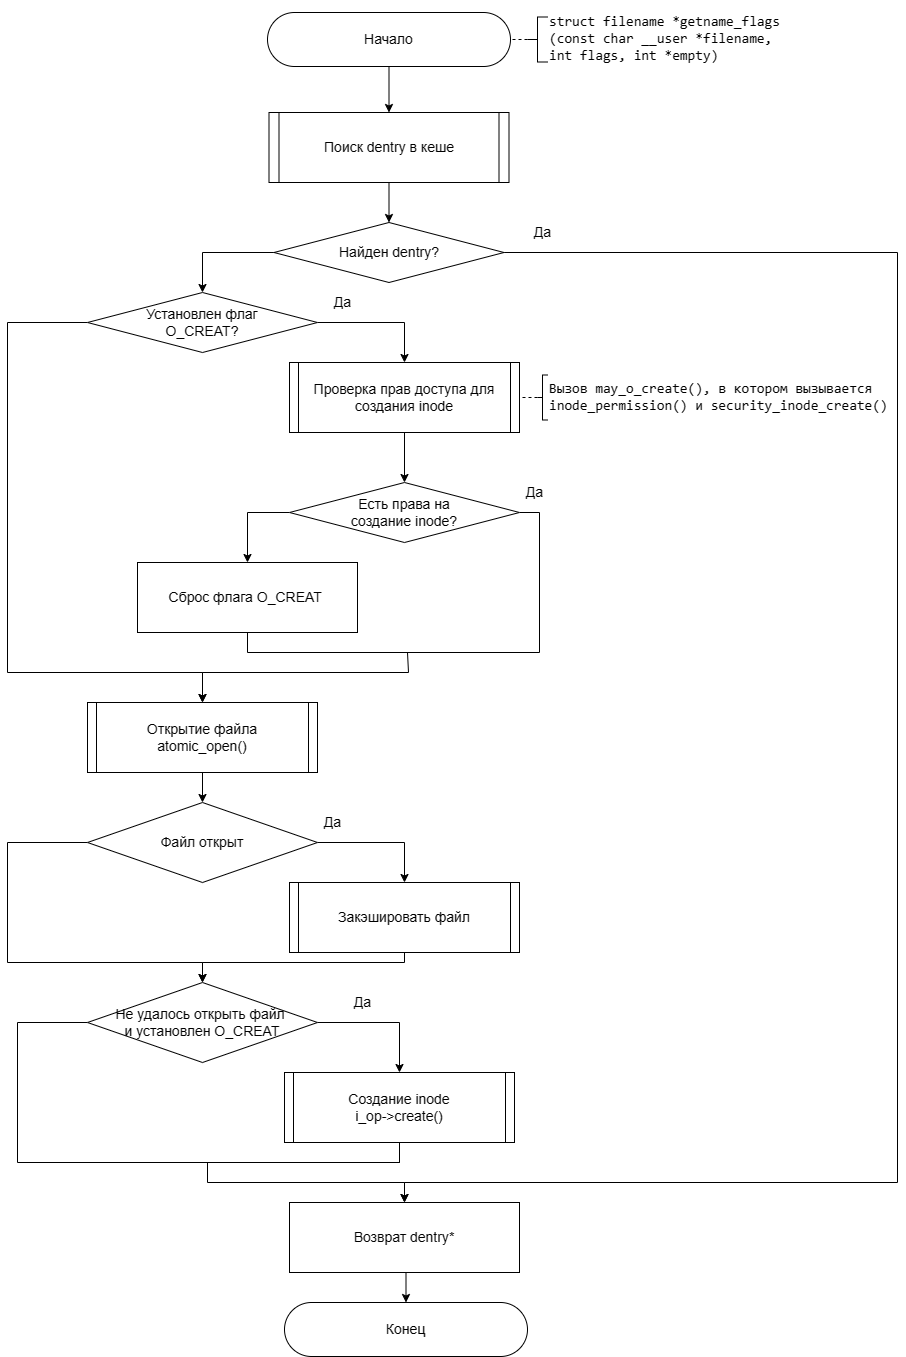 Начало
struct filename *getname_flags
(const char __user *filename,
int flags, int *empty)
Поиск dentry в кеше
Найден dentry?
Да
Установлен флаг
O_CREAT?
Да
Проверка прав доступа для
создания inode
Вызов may_o_create(), в котором вызывается
inode_permission() и security_inode_create()
Есть права на
создание inode?
Да
Сброс флага O_CREAT
Открытие файла
atomic_open()
Файл открыт
Да
Закэшировать файл
Не удалось открыть файл
и установлен O_CREAT
Да
Создание inode
i_op->create()
Возврат dentry*
Конец